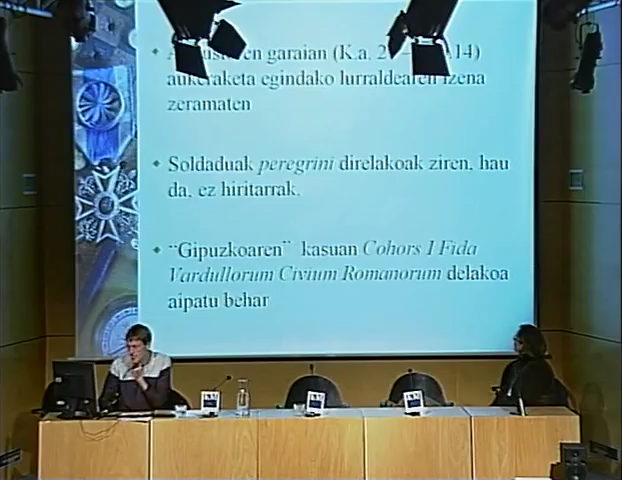 garaian (K.a.
aukeraketa egindako lurraldearen izena
zeramaten
Soldaduak peregrini direlakoak ziren, hau
da, ez hiritarrak.
¨Gipuzkoaren¨ kasuan Cohors I Fida
Vardullorum Civium Romanorum delakoa
aipatu behar